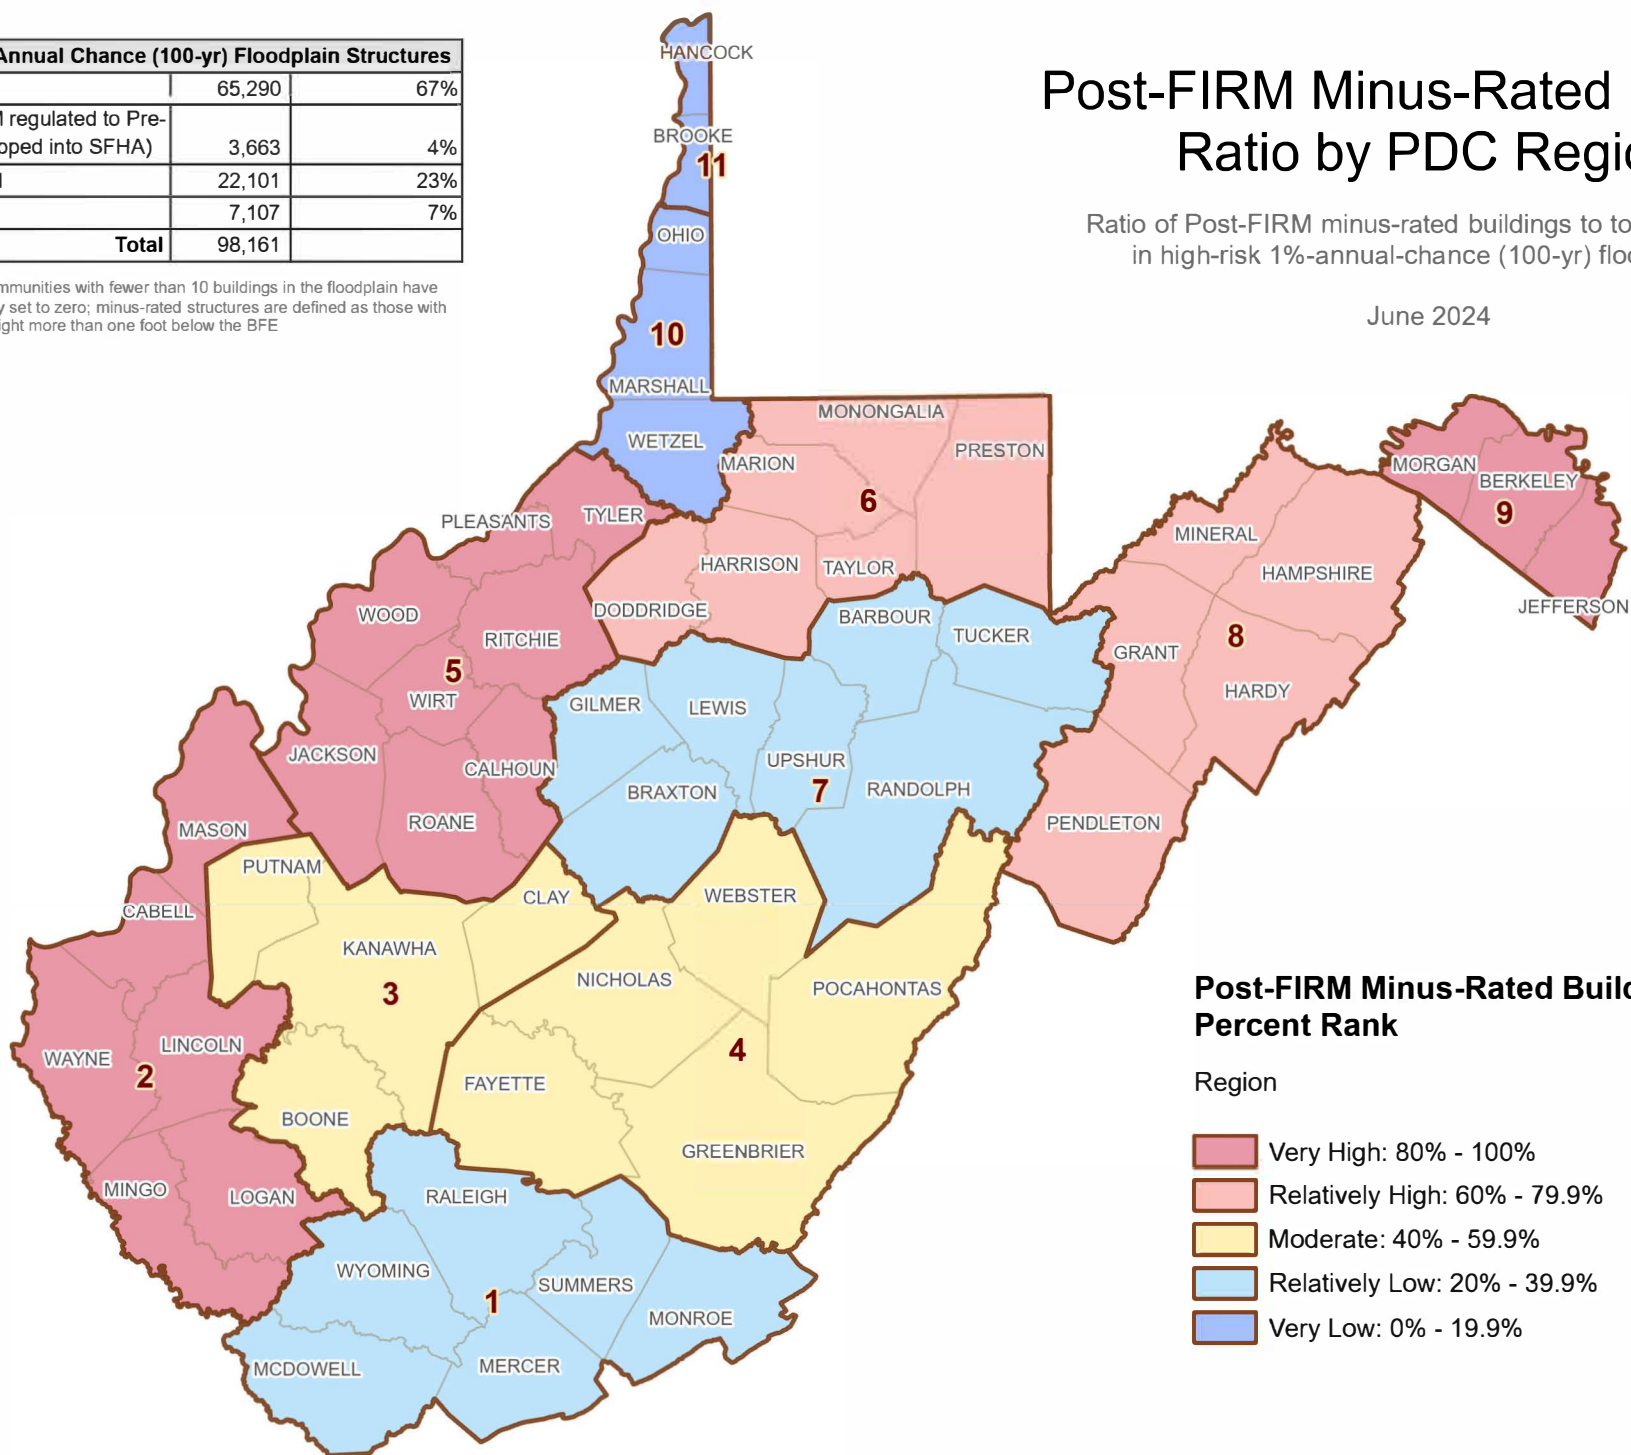 Annual Chance (100-yr) Floodplain Structures
65,290 67%
regulated to Pre-
into SFHA) 3,663 4%
22,101 23%
7,107 7%
Total 98,161
with fewer than 10 buildings in the floodplain have
set to zero; minus-rated structures are defined as those with
more than one foot below the BFE
Post-FIRM Minus-Rated
Ratio by PDC
Ratio of Post-FIRM minus-rated buildings to
in high-risk 1%-annual-chance (100-yr)
June 2024
HANCOCK
BROOKE
11
OHIO
10
MARSHALL
WETZEL
MONONGALIA
MARION
PRESTON
6
MORGAN
BERKELEY
9
PLEASANTS
TYLER
MINERAL
HARRISON
TAYLOR
HAMPSHIRE
JEFFERSON
WOOD
DODDRIDGE
BARBOUR
RITCHIE
TUCKER
8
GRANT
5
WIRT
GILMER
LEWIS
HARDY
JACKSON
CALHOUN
UPSHUR
7
BRAXTON
RANDOLPH
MASON
ROANE
PENDLETON
PUTNAM
CLAY
WEBSTER
CABELL
KANAWHA
3
NICHOLAS
POCAHONTAS
WAYNE
LINCOLN
2
4
FAYETTE
BOONE
GREENBRIER
MINGO
LOGAN
RALEIGH
WYOMING
SUMMERS
1
MONROE
MCDOWELL
MERCER
Post-FIRM Minus-Rated
Percent Rank
Region
Very High: 80% - 100%
Relatively High: 60% - 79.9%
Moderate: 40% - 59.9%
Relatively Low: 20% - 39.9%
Very Low: 0% - 19.9%